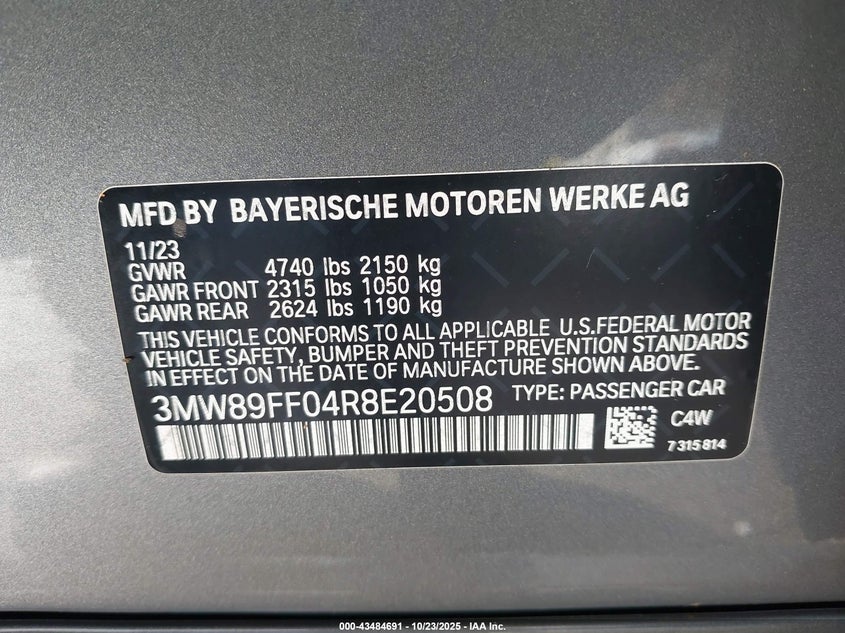 MFD BY BAYERISCHE MOTOREN WERKE AG
11/23
GVWR 4740 lbs 2150 kg
GAWR FRONT 2315 lbs 1050 kg
GAWR REAR 2624 lbs 1190 kg
THIS VEHICLE CONFORMS TO ALL APPLICABLE U.S.FEDERAL MOTOR
VEHICLE SAFETY, BUMPER AND THEFT PREVENTION STANDARDS
IN EFFECT ON THE DATE OF MANUFACTURE SHOWN ABOVE.
3MW89FF04R8E20508 TYPE: PASSENGER CAR
C4W
7 315 814
000-43484691 - 10/23/2025 - IAA Inc.